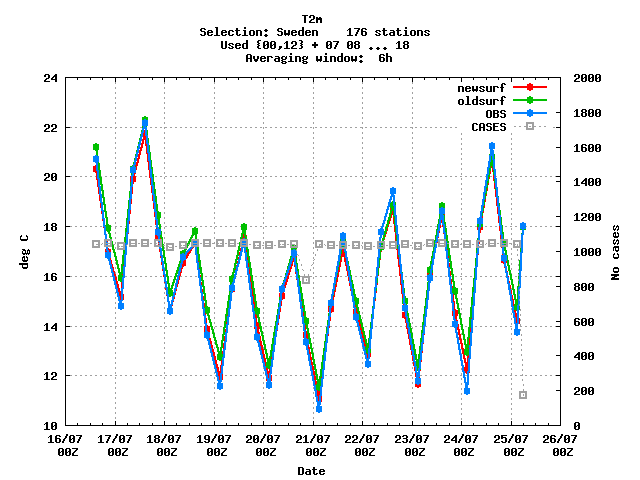 T2m
Selection: Sweden 176 stations
Used {00,12} + 07 08 ... 18
Averaging window: 6h
newsurf
oldsurf
OBS
CASES
deg C
24
22
20
18
16
14
12
10
No cases
2000
1800
1600
1400
1200
1000
800
600
400
200
0
16/07 17/07 18/07 19/07 20/07 21/07 22/07 23/07 24/07 25/07 26/07
00Z 00Z 00Z 00Z 00Z 00Z 00Z 00Z 00Z 00Z 00Z
Date